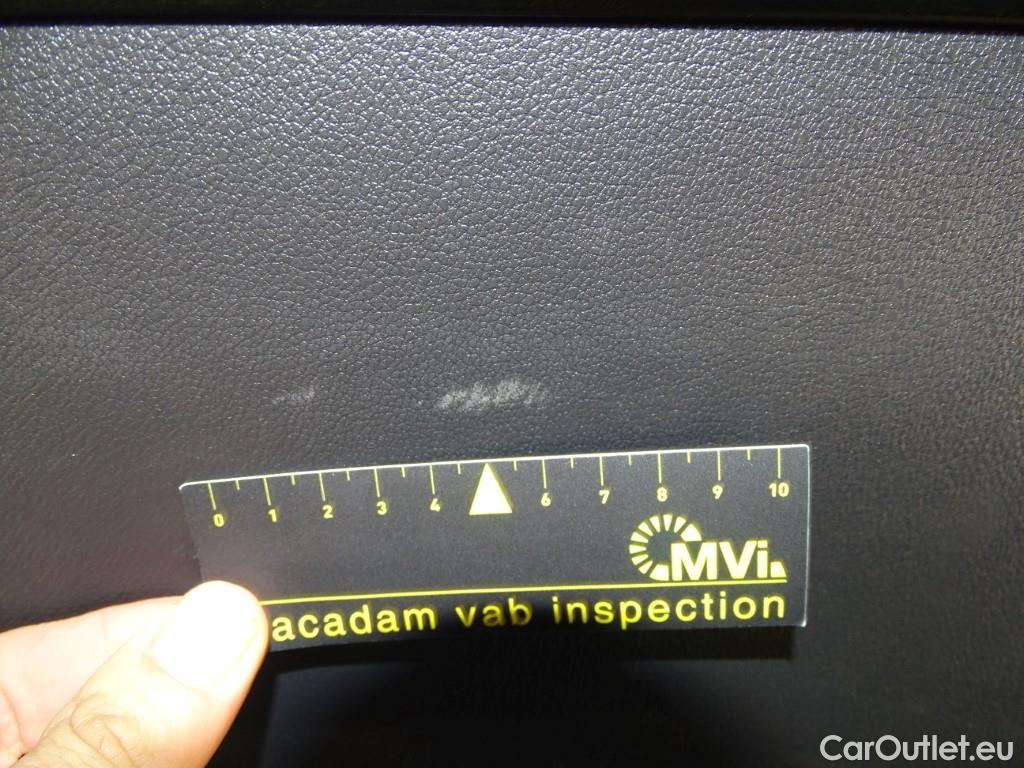 0 1 2 3 4 6 7 8 9 10
MVi
acadam vab inspection
CarOutlet.eu